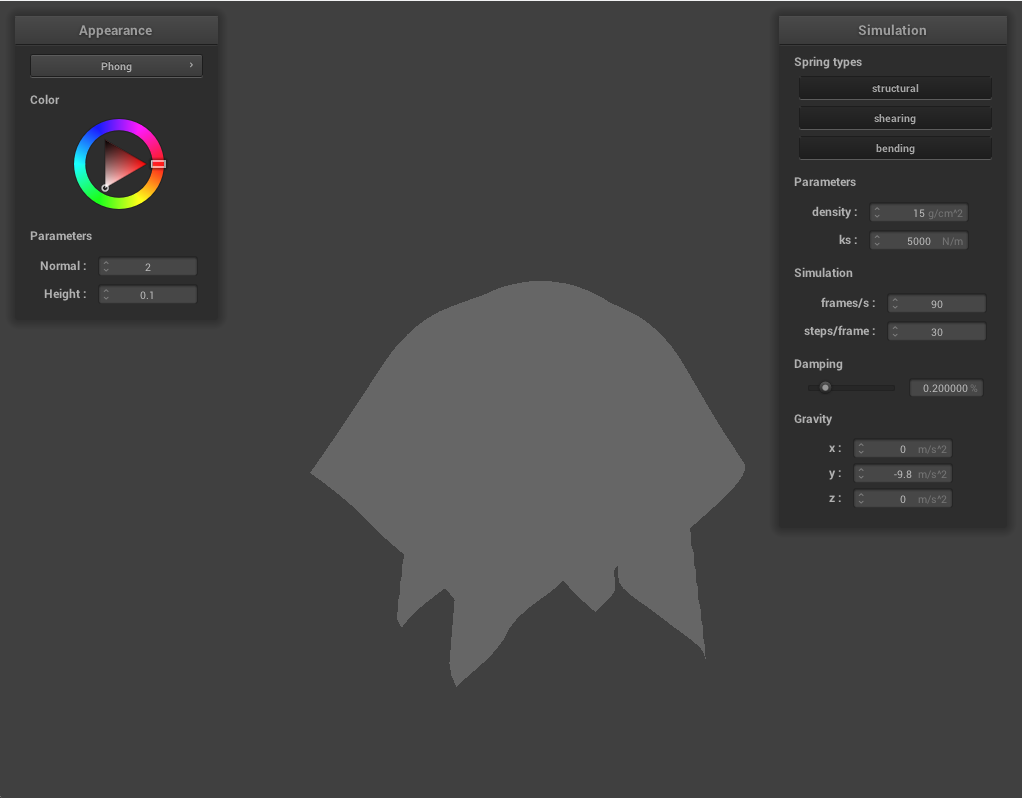 Appearance
Phong
Color
Parameters
Normal : 2
Height : 0.1
Simulation
Spring types
structural
shearing
bending
Parameters
density : 15 g/cm^2
ks : 5000 N/m
Simulation
frames/s : 90
steps/frame : 30
Damping
0.200000 %
Gravity
x : 0 m/s^2
y : -9.8 m/s^2
z : 0 m/s^2